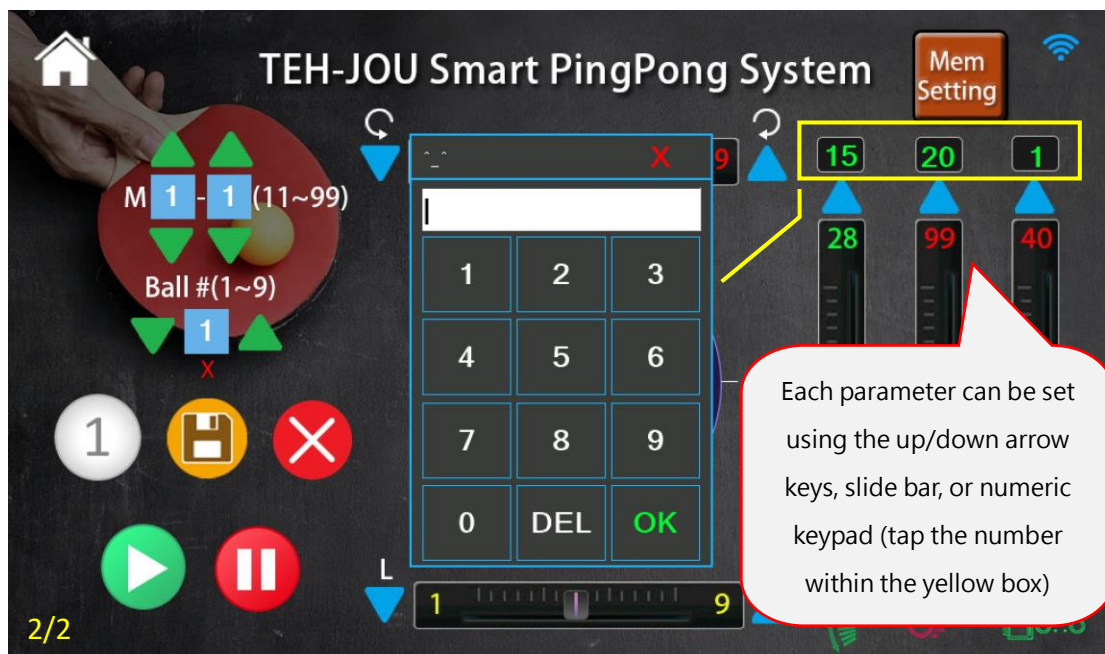 TEH-JOU Smart PingPong System
Mem
Setting
^_^ X 9
15 20 1
M 1 - 1 (11~99)
28 99 40
1 2 3
Ball #(1~9)
1
X
4 5 6
Each parameter can be set
using the up/down arrow
keys, slide bar, or numeric
keypad (tap the number
within the yellow box)
1
7 8 9
0 DEL OK
L
1 9
2/2